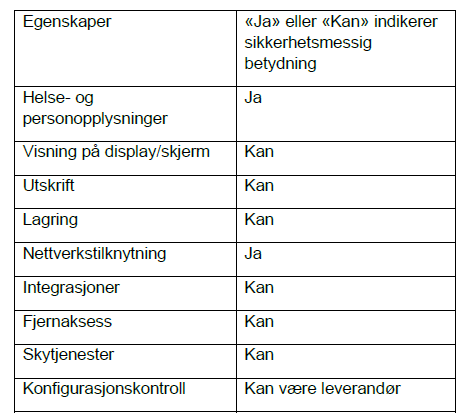 Egenskaper
«Ja» eller «Kan» indikerer
sikkerhetsmessig
betydning
Helse- og
personopplysninger
Ja
Visning på display/skjerm
Kan
Utskrift
Kan
Lagring
Kan
Nettverkstilknytning
Ja
Integrasjoner
Kan
Fjernaksess
Kan
Skytjenester
Kan
Konfigurasjonskontroll
Kan være leverandør